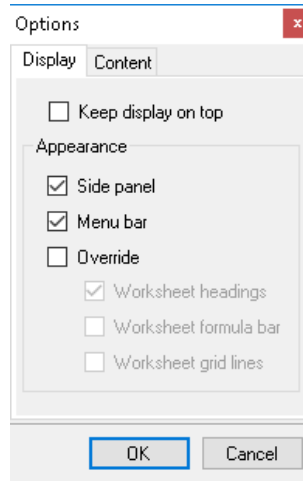 Options
x
Display Content
Keep display on top
Appearance
Side panel
Menu bar
Override
Worksheet headings
Worksheet formula bar
Worksheet grid lines
OK Cancel